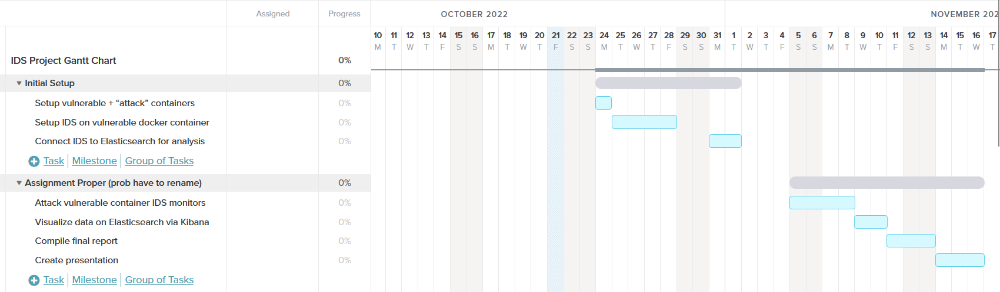 Assigned Progress OCTOBER 2022 NOVEMBER 202
10 11 12 13 14 15 16 17 18 19 20 21 22 23 24 25 26 27 28 29 30 31 1 2 3 4 5 6 7 8 9 10 11 12 13 14 15 16 17
M T W T F S S M T W T F S S M T W T F S S M T W T F S S M T W T F S S M T W T
IDS Project Gantt Chart 0%
Initial Setup 0%
Setup vulnerable + “attack” containers 0%
Setup IDS on vulnerable docker container 0%
Connect IDS to Elasticsearch for analysis 0%
Task | Milestone | Group of Tasks
Assignment Proper (prob have to rename) 0%
Attack vulnerable container IDS monitors 0%
Visualize data on Elasticsearch via Kibana 0%
Compile final report 0%
Create presentation 0%
Task | Milestone | Group of Tasks